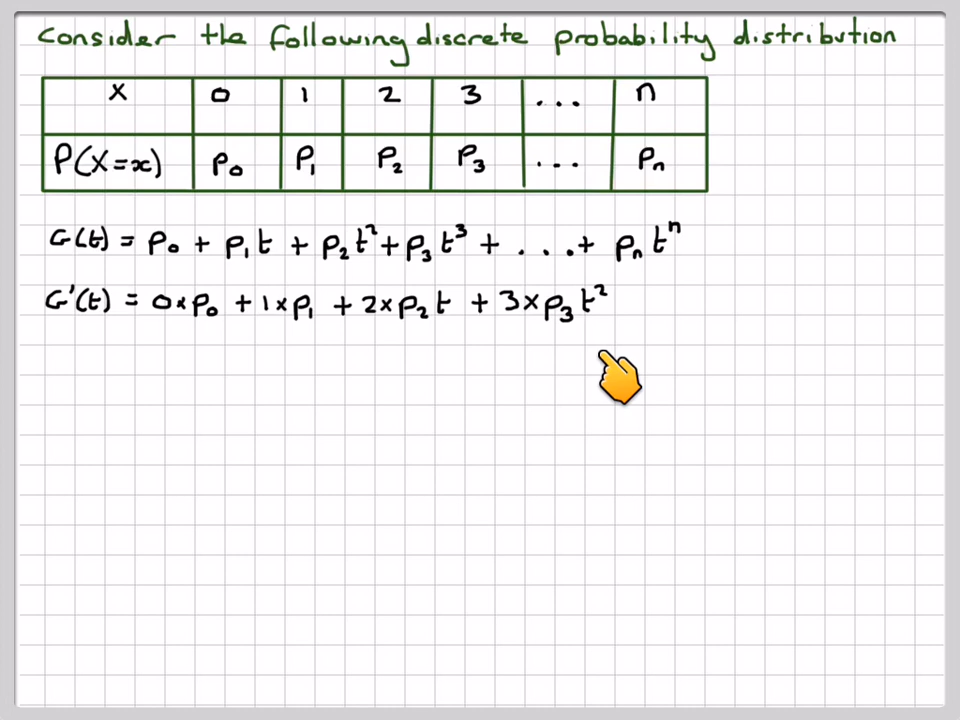 Consider the following discrete probability distribution
x 0 1 2 3 ... n
P(X=x) p₀ p₁ p₂ p₃ ... pₙ
G(t) = p₀ + p₁t + p₂t² + p₃t³ + ... + pₙtⁿ
G'(t) = 0×p₀ + 1×p₁ + 2×p₂t + 3×p₃t²